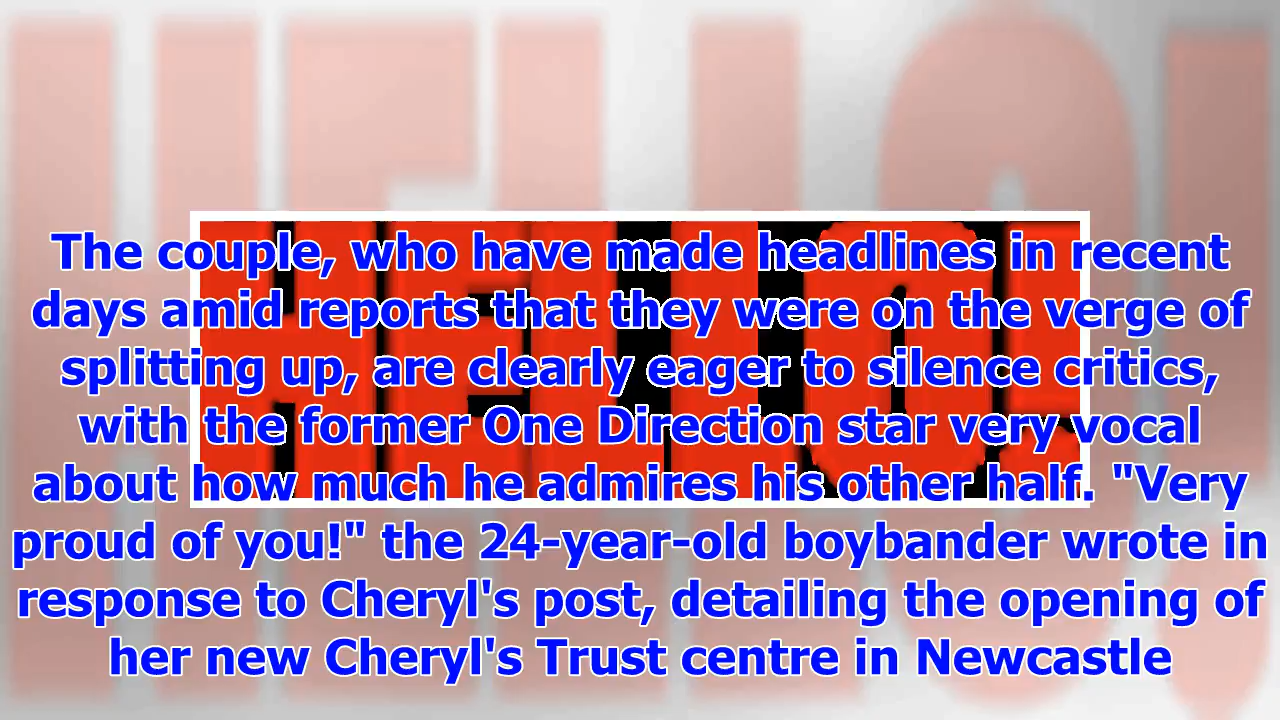 HELLO!
The couple, who have made headlines in recent
days amid reports that they were on the verge of
splitting up, are clearly eager to silence critics,
with the former One Direction star very vocal
about how much he admires his other half. "Very
proud of you!" the 24-year-old boybander wrote in
response to Cheryl's post, detailing the opening of
her new Cheryl's Trust centre in Newcastle